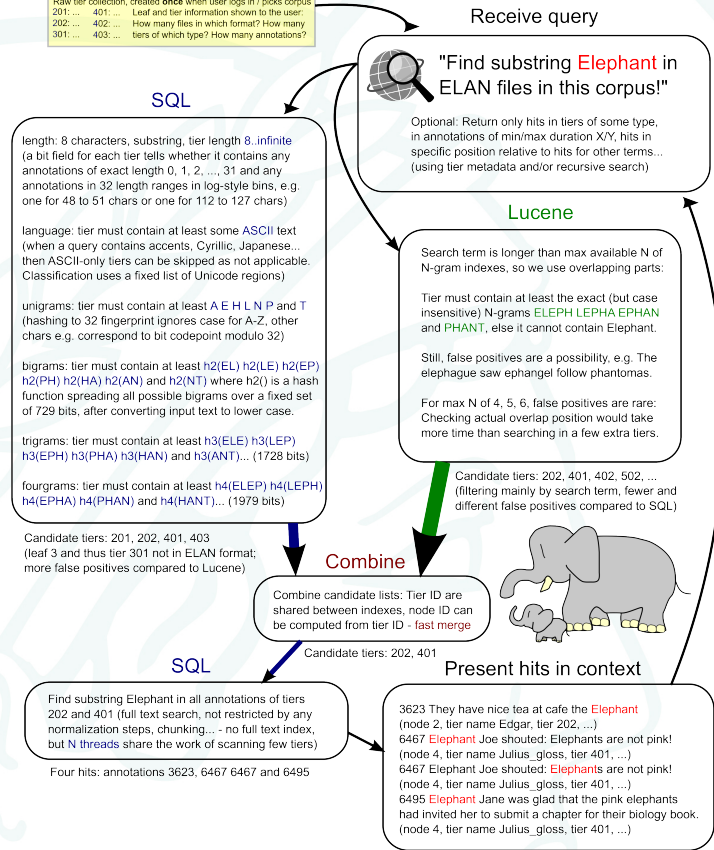 Raw tier collection, created once when user logs in / picks corpus
201: ... 401: ... Leaf and tier information shown to the user:
202: ... 402: ... How many files in which format? How many
301: ... 403: ... tiers of which type? How many annotations?
Receive query
"Find substring Elephant in
ELAN files in this corpus!"
Optional: Return only hits in tiers of some type,
in annotations of min/max duration X/Y, hits in
specific position relative to hits for other terms...
(using tier metadata and/or recursive search)
SQL
length: 8 characters, substring, tier length 8..infinite
(a bit field for each tier tells whether it contains any
annotations of exact length 0, 1, 2, ..., 31 and any
annotations in 32 length ranges in log-style bins, e.g.
one for 48 to 51 chars or one for 112 to 127 chars)
language: tier must contain at least some ASCII text
(when a query contains accents, Cyrillic, Japanese...
then ASCII-only tiers can be skipped as not applicable.
Classification uses a fixed list of Unicode regions)
unigrams: tier must contain at least A E H L N P and T
(hashing to 32 fingerprint ignores case for A-Z, other
chars e.g. correspond to bit codepoint modulo 32)
bigrams: tier must contain at least h2(EL) h2(LE) h2(EP)
h2(PH) h2(HA) h2(AN) and h2(NT) where h2() is a hash
function spreading all possible bigrams over a fixed set
of 729 bits, after converting input text to lower case.
trigrams: tier must contain at least h3(ELE) h3(LEP)
h3(EPH) h3(PHA) h3(HAN) and h3(ANT)... (1728 bits)
fourgrams: tier must contain at least h4(ELEP) h4(LEPH)
h4(EPHA) h4(PHAN) and h4(HANT)... (1979 bits)
Candidate tiers: 201, 202, 401, 403
(leaf 3 and thus tier 301 not in ELAN format;
more false positives compared to Lucene)
Lucene
Search term is longer than max available N of
N-gram indexes, so we use overlapping parts:
Tier must contain at least the exact (but case
insensitive) N-grams ELEPH LEPHA EPHAN
and PHANT, else it cannot contain Elephant.
Still, false positives are a possibility, e.g. The
elephague saw ephangel follow phantomas.
For max N of 4, 5, 6, false positives are rare:
Checking actual overlap position would take
more time than searching in a few extra tiers.
Candidate tiers: 202, 401, 402, 502, ...
(filtering mainly by search term, fewer and
different false positives compared to SQL)
Combine
Combine candidate lists: Tier ID are
shared between indexes, node ID can
be computed from tier ID - fast merge
Candidate tiers: 202, 401
SQL
Find substring Elephant in all annotations of tiers
202 and 401 (full text search, not restricted by any
normalization steps, chunking... - no full text index,
but N threads share the work of scanning few tiers)
Four hits: annotations 3623, 6467 6467 and 6495
Present hits in context
3623 They have nice tea at cafe the Elephant
(node 2, tier name Edgar, tier 202, ...)
6467 Elephant Joe shouted: Elephants are not pink!
(node 4, tier name Julius_gloss, tier 401, ...)
6467 Elephant Joe shouted: Elephants are not pink!
(node 4, tier name Julius_gloss, tier 401, ...)
6495 Elephant Jane was glad that the pink elephants
had invited her to submit a chapter for their biology book.
(node 4, tier name Julius_gloss, tier 401, ...)